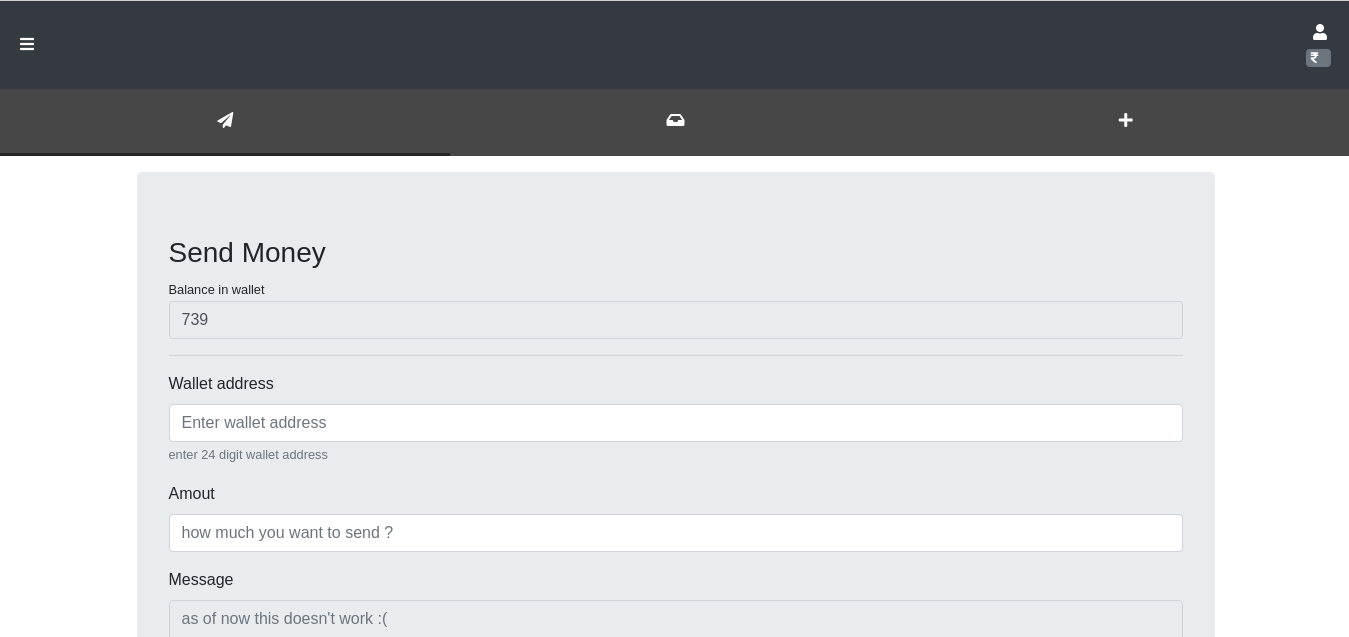 ₹
Send Money
Balance in wallet
739
Wallet address
Enter wallet address
enter 24 digit wallet address
Amout
how much you want to send ?
Message
as of now this doesn't work :(